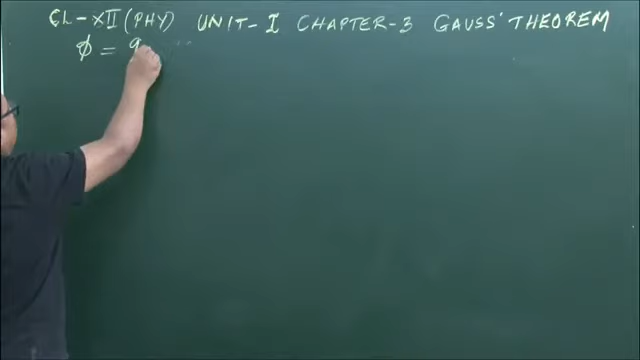 CL-XII (PHY) UNIT-I CHAPTER-3 GAUSS' THEOREM
φ = q